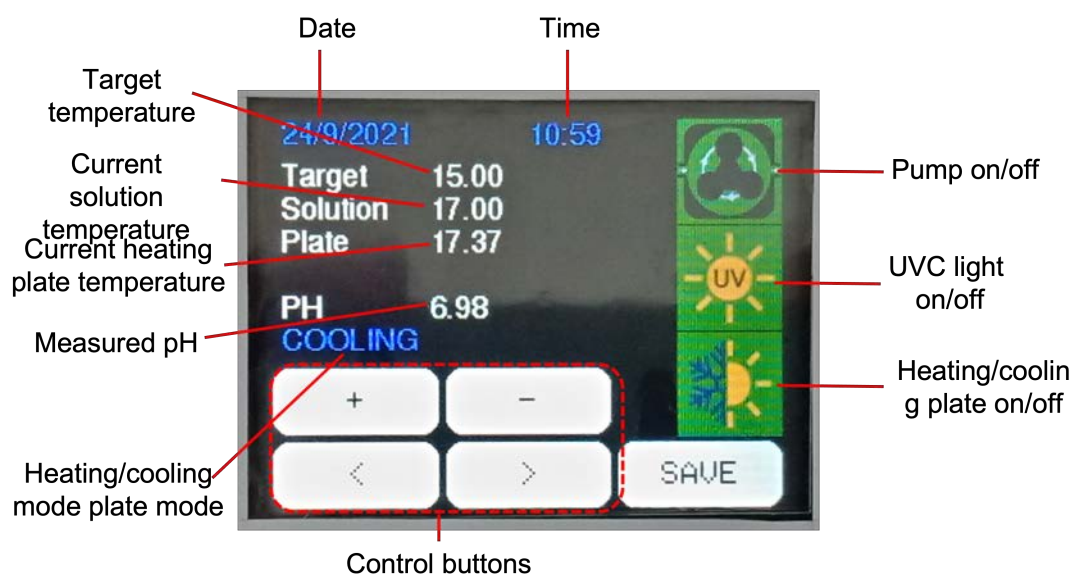 Date
Time
Target
temperature
Current
solution
temperature
Current heating
plate temperature
Measured pH
Heating/cooling
mode plate mode
24/9/2021 10:59
Target 15.00
Solution 17.00
Plate 17.37
PH 6.98
COOLING
+ −
< > SAVE
UV
Pump on/off
UVC light
on/off
Heating/coolin
g plate on/off
Control buttons